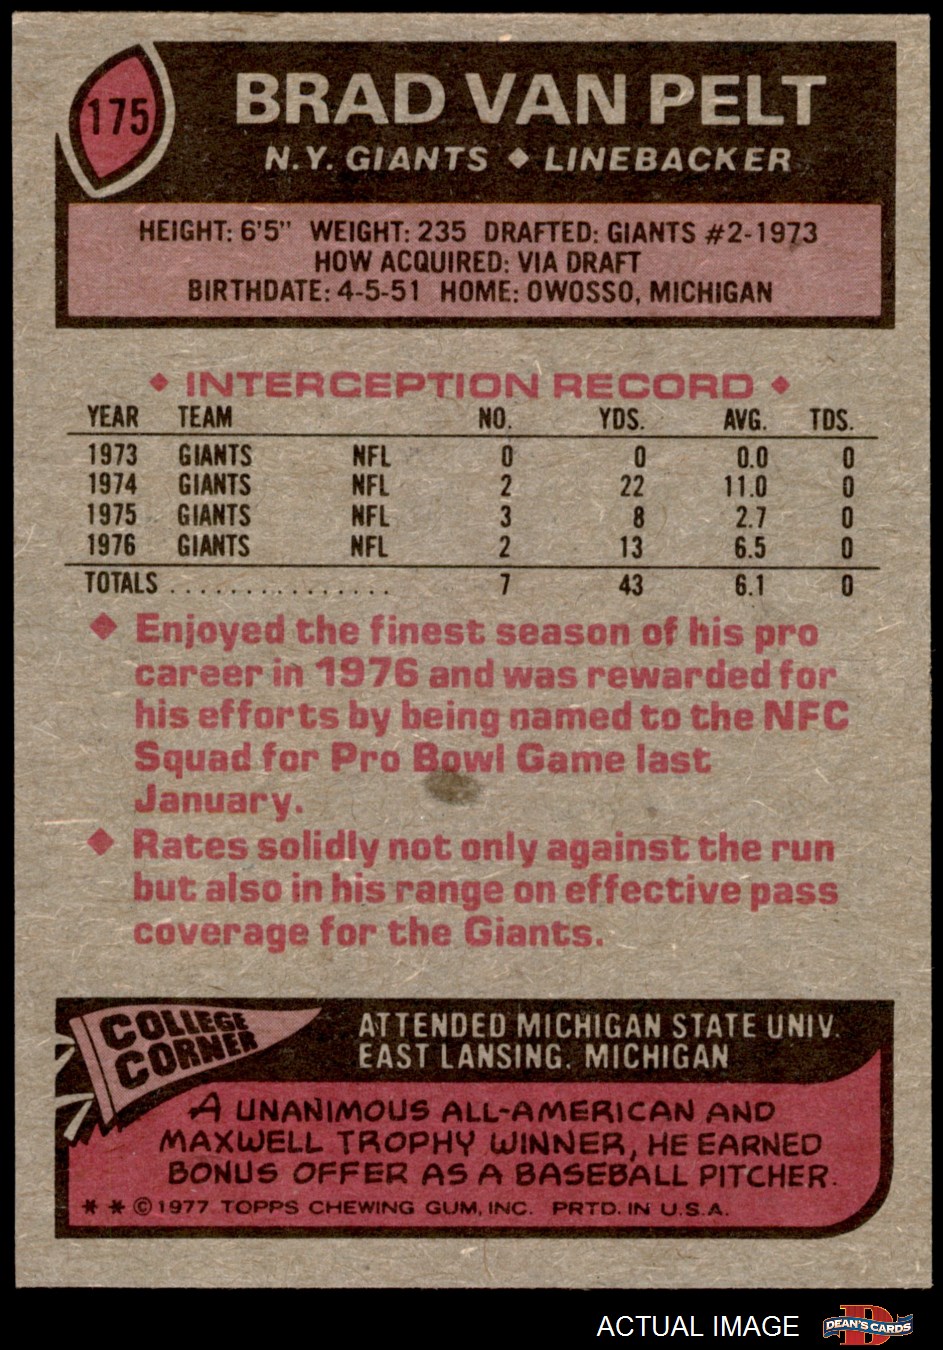 175
BRAD VAN PELT
N.Y. GIANTS ♦ LINEBACKER
HEIGHT: 6'5" WEIGHT: 235 DRAFTED: GIANTS #2-1973
HOW ACQUIRED: VIA DRAFT
BIRTHDATE: 4-5-51 HOME: OWOSSO, MICHIGAN
♦ INTERCEPTION RECORD ♦
YEAR TEAM NO. YDS. AVG. TDS.
1973 GIANTS NFL 0 0 0.0 0
1974 GIANTS NFL 2 22 11.0 0
1975 GIANTS NFL 3 8 2.7 0
1976 GIANTS NFL 2 13 6.5 0
TOTALS . . . . . . . . . . . . . . . 7 43 6.1 0
♦ Enjoyed the finest season of his pro
career in 1976 and was rewarded for
his efforts by being named to the NFC
Squad for Pro Bowl Game last
January.
♦ Rates solidly not only against the run
but also in his range on effective pass
coverage for the Giants.
COLLEGE
CORNER
ATTENDED MICHIGAN STATE UNIV.
EAST LANSING, MICHIGAN
A UNANIMOUS ALL-AMERICAN AND
MAXWELL TROPHY WINNER, HE EARNED
BONUS OFFER AS A BASEBALL PITCHER.
* * © 1977 TOPPS CHEWING GUM, INC. PRTD. IN U.S.A.
ACTUAL IMAGE
D
DEAN'S CARDS